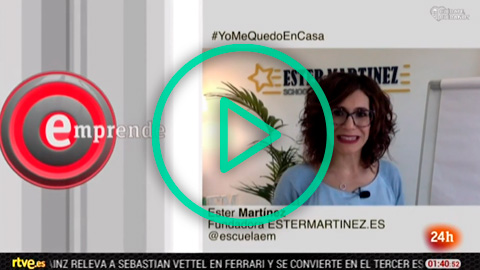 #YoMeQuedoEnCasa
ESTER MARTINEZ
emprende
Ester Martínez
Fundadora ESTERMARTINEZ.ES
@escuelaem
24h
rtve.es
AINZ RELEVA A SEBASTIAN VETTEL EN FERRARI Y SE CONVIERTE EN EL TERCER ES
01:40:52